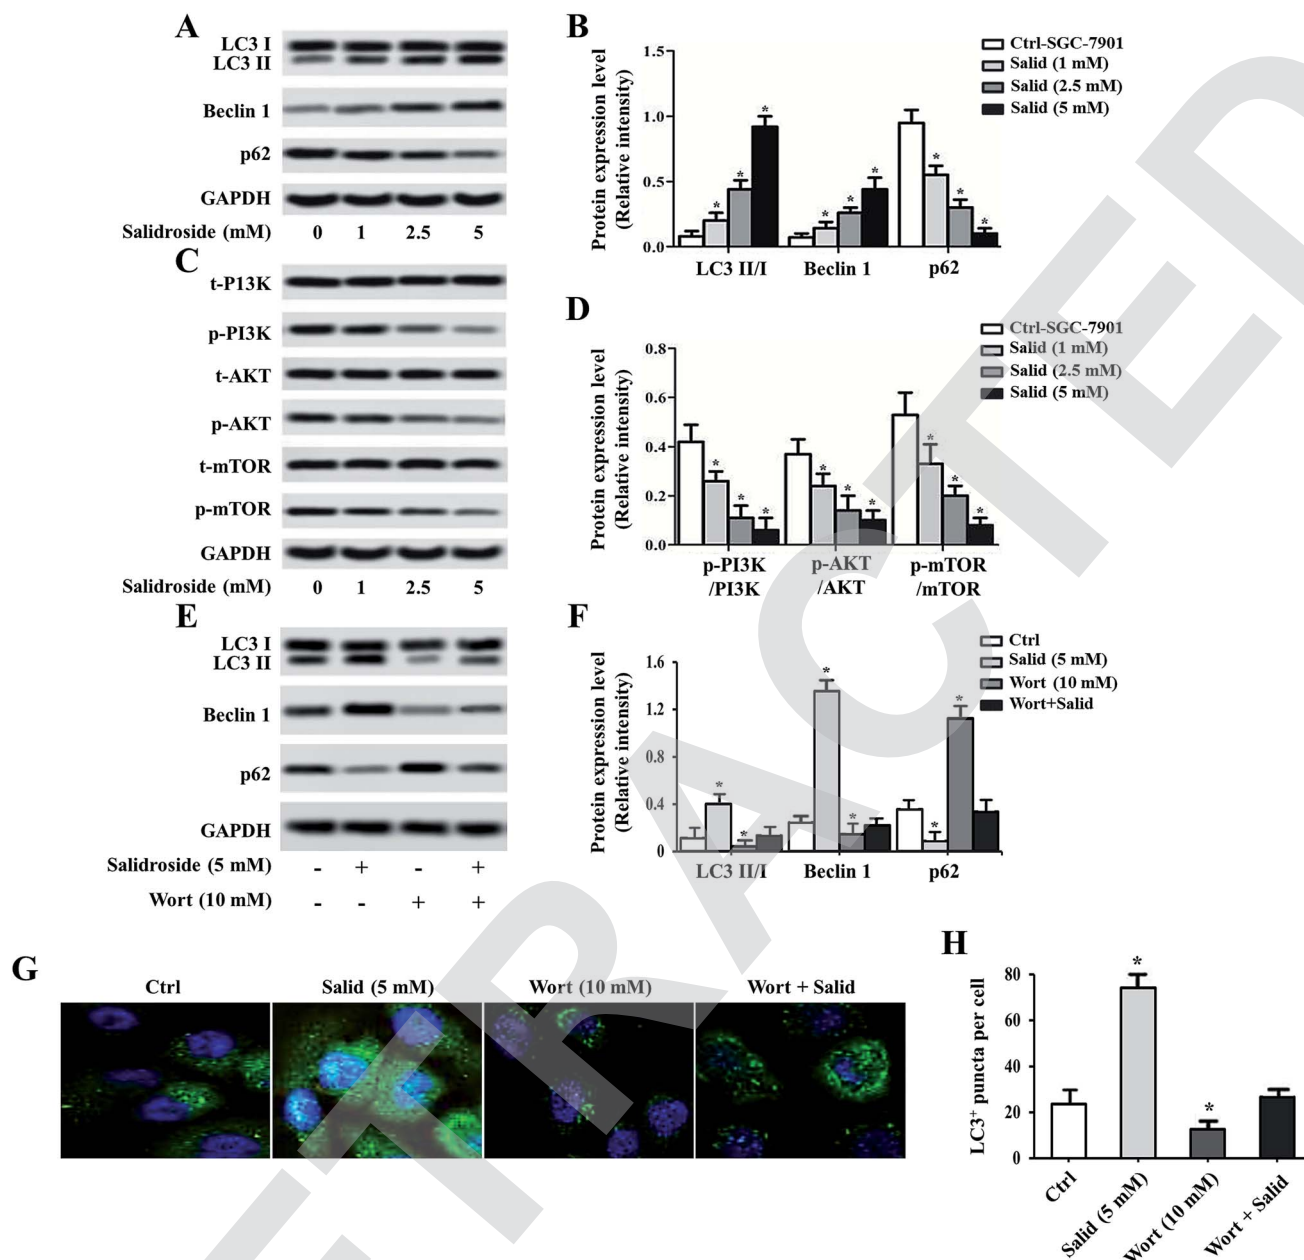 A
LC3 I
LC3 II
Beclin 1
p62
GAPDH
Salidroside (mM) 0 1 2.5 5
B
Protein expression level
(Relative intensity)
1.5
1.0
0.5
0.0
* * * * * * * * *
LC3 II/I Beclin 1 p62
Ctrl-SGC-7901
Salid (1 mM)
Salid (2.5 mM)
Salid (5 mM)
C
t-P13K
p-PI3K
t-AKT
p-AKT
t-mTOR
p-mTOR
GAPDH
Salidroside (mM) 0 1 2.5 5
D
Protein expression level
(Relative intensity)
0.8
0.6
0.4
0.2
0.0
* * * * * * * * *
p-PI3K p-AKT p-mTOR
/PI3K /AKT /mTOR
Ctrl-SGC-7901
Salid (1 mM)
Salid (2.5 mM)
Salid (5 mM)
E
LC3 I
LC3 II
Beclin 1
p62
GAPDH
Salidroside (5 mM) - + - +
Wort (10 mM) - - + +
F
Protein expression level
(Relative intensity)
1.6
1.2
0.8
0.4
0
* * * * * *
LC3 II/I Beclin 1 p62
Ctrl
Salid (5 mM)
Wort (10 mM)
Wort+Salid
G
Ctrl Salid (5 mM) Wort (10 mM) Wort + Salid
H
LC3+ puncta per cell
80
60
40
20
0
* *
Ctrl
Salid (5 mM)
Wort (10 mM)
Wort + Salid
TRACTED